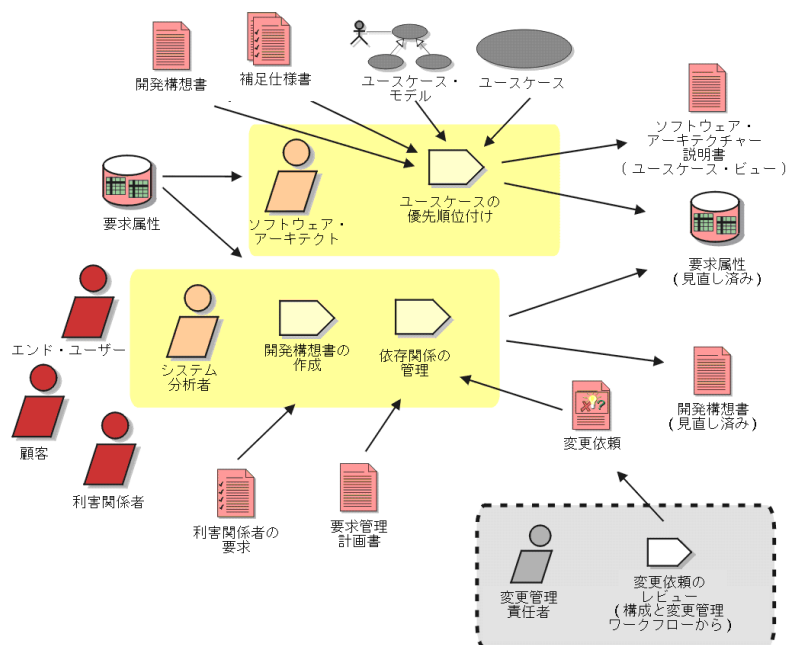 開発構想書
補足仕様書
ユースケース・
モデル
ユースケース
ソフトウェア・
アーキテクチャー
説明書
(ユースケース・ビュー)
要求属性
ソフトウェア・
アーキテクト
ユースケースの
優先順位付け
要求属性
(見直し済み)
エンド・ユーザー
システム
分析者
開発構想書の
作成
依存関係の
管理
開発構想書
(見直し済み)
顧客
利害関係者
利害関係者の
要求
要求管理
計画書
変更依頼
変更管理
責任者
変更依頼の
レビュー
(構成と変更管理
ワークフローから)